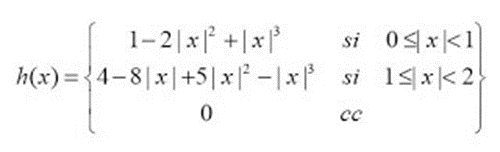 1-2|x|²+|x|³ si 0≤|x|<1
h(x)= 4-8|x|+5|x|²-|x|³ si 1≤|x|<2
0 cc